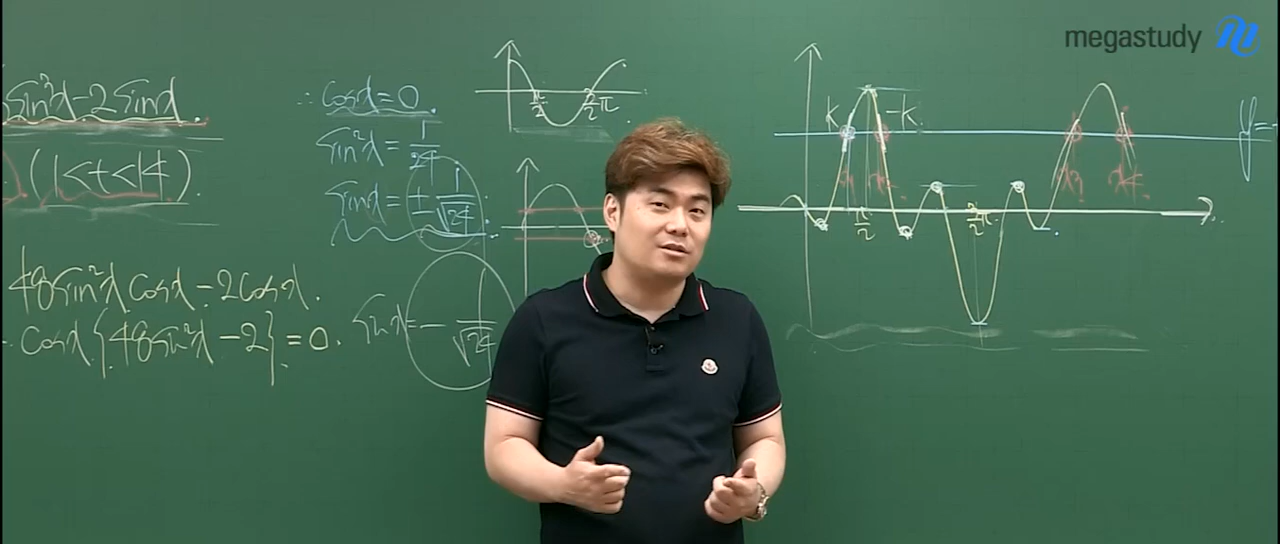 megastudy
sin³x-2sinx
(1<t<14).
48sin²x cosx-2cosx.
cosx{48sin²x-2}=0.
∴ cosx=0.
sin²x=1/24
sinx=±1/√24
sinx=-1/√24
π/2
3/2π
K
-K
π/2
3/2π
x
y=